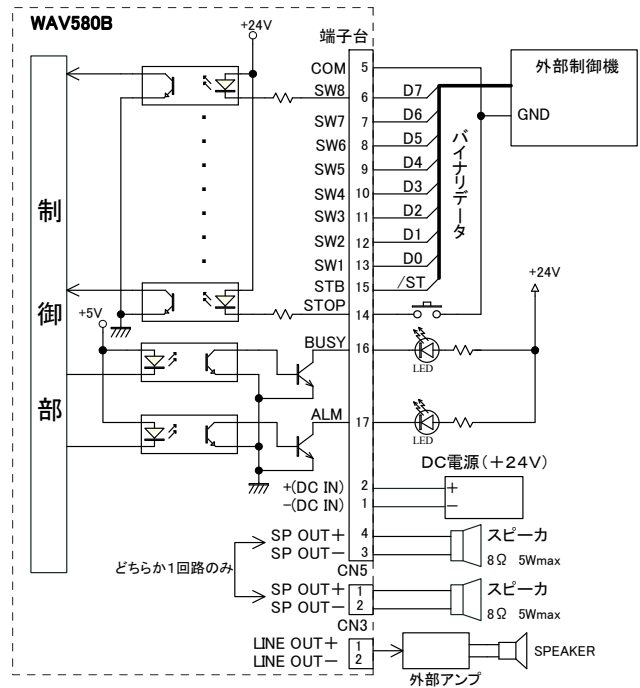 WAV580B
+24V
端子台
外部制御機
COM 5
SW8 6 D7
GND
SW7 7 D6
SW6 8 D5
SW5 9 D4
SW4 10 D3
SW3 11 D2
SW2 12 D1
SW1 13 D0
STB 15 /ST
バイナリデータ
制御部
STOP 14
+24V
+5V
BUSY 16
LED
ALM 17
LED
DC電源(+24V)
+(DC IN) 2 +
-(DC IN) 1 -
SP OUT+ 4 スピーカ
SP OUT- 3
8Ω 5Wmax
CN5
どちらか1回路のみ
SP OUT+ 1 スピーカ
SP OUT- 2
8Ω 5Wmax
CN3
LINE OUT+ 1
LINE OUT- 2
SPEAKER
外部アンプ